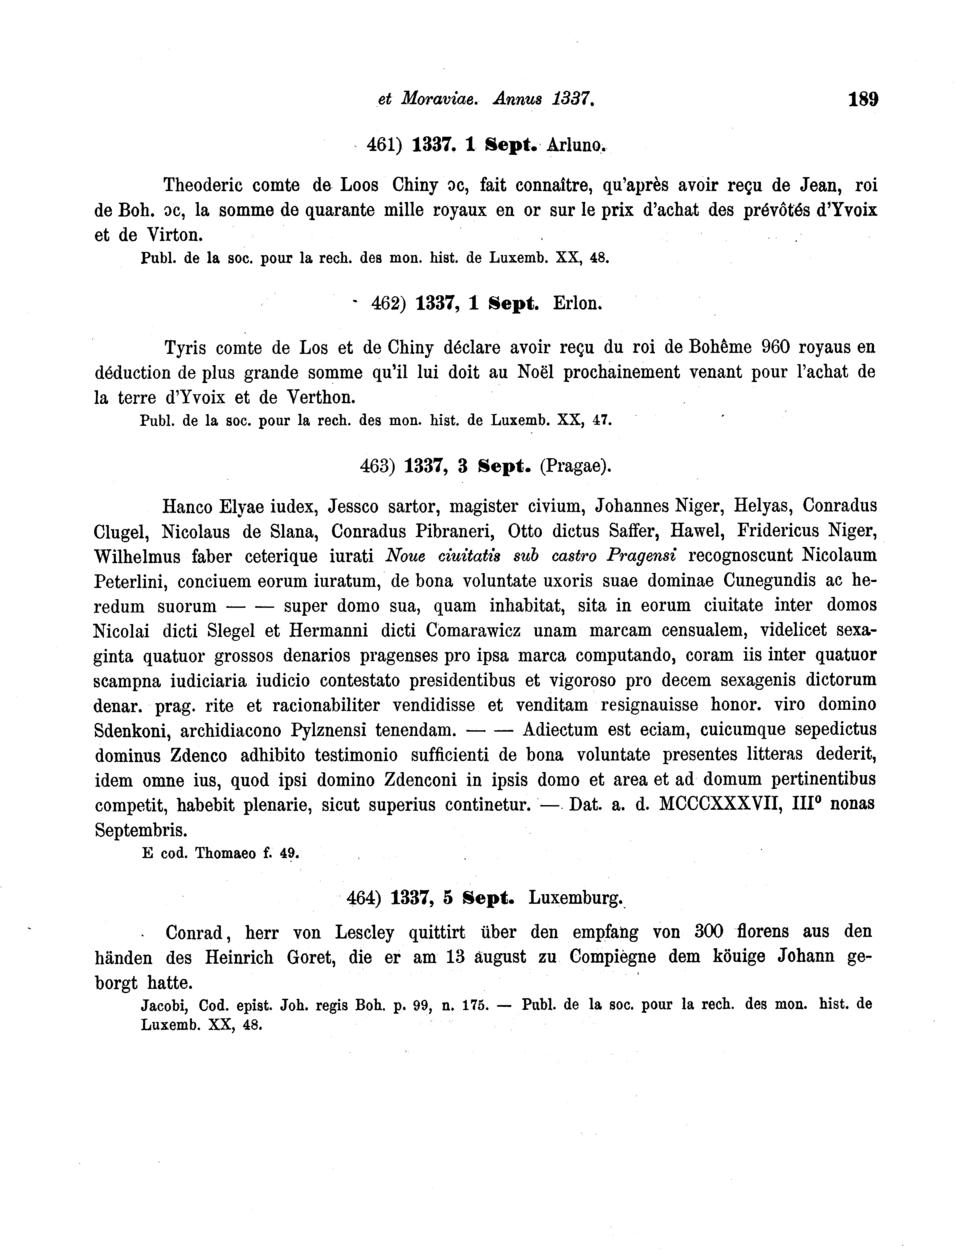 et Moraviae. Annus 1337. 189
461) 1337. 1 Sept. Arluno.
Theoderic comte de Loos Chiny ɔc, fait connaître, qu'après avoir reçu de Jean, roi
de Boh. ɔc, la somme de quarante mille royaux en or sur le prix d'achat des prévôtés d'Yvoix
et de Virton.
Publ. de la soc. pour la rech. des mon. hist. de Luxemb. XX, 48.
462) 1337, 1 Sept. Erlon.
Tyris comte de Los et de Chiny déclare avoir reçu du roi de Bohême 960 royaus en
déduction de plus grande somme qu'il lui doit au Noël prochainement venant pour l'achat de
la terre d'Yvoix et de Verthon.
Publ. de la soc. pour la rech. des mon. hist. de Luxemb. XX, 47.
463) 1337, 3 Sept. (Pragae).
Hanco Elyae iudex, Jessco sartor, magister civium, Johannes Niger, Helyas, Conradus
Clugel, Nicolaus de Slana, Conradus Pibraneri, Otto dictus Saffer, Hawel, Fridericus Niger,
Wilhelmus faber ceterique iurati Noue ciuitatis sub castro Pragensi recognoscunt Nicolaum
Peterlini, conciuem eorum iuratum, de bona voluntate uxoris suae dominae Cunegundis ac he-
redum suorum — — super domo sua, quam inhabitat, sita in eorum ciuitate inter domos
Nicolai dicti Slegel et Hermanni dicti Comarawicz unam marcam censualem, videlicet sexa-
ginta quatuor grossos denarios pragenses pro ipsa marca computando, coram iis inter quatuor
scampna iudiciaria iudicio contestato presidentibus et vigoroso pro decem sexagenis dictorum
denar. prag. rite et racionabiliter vendidisse et venditam resignauisse honor. viro domino
Sdenkoni, archidiacono Pylznensi tenendam. — — Adiectum est eciam, cuicumque sepedictus
dominus Zdenco adhibito testimonio sufficienti de bona voluntate presentes litteras dederit,
idem omne ius, quod ipsi domino Zdenconi in ipsis domo et area et ad domum pertinentibus
competit, habebit plenarie, sicut superius continetur. — Dat. a. d. MCCCXXXVII, III⁰ nonas
Septembris.
E cod. Thomaeo f. 49.
464) 1337, 5 Sept. Luxemburg.
Conrad, herr von Lescley quittirt über den empfang von 300 florens aus den
händen des Heinrich Goret, die er am 13 august zu Compiègne dem köuige Johann ge-
borgt hatte.
Jacobi, Cod. epist. Joh. regis Boh. p. 99, n. 175. — Publ. de la soc. pour la rech. des mon. hist. de
Luxemb. XX, 48.